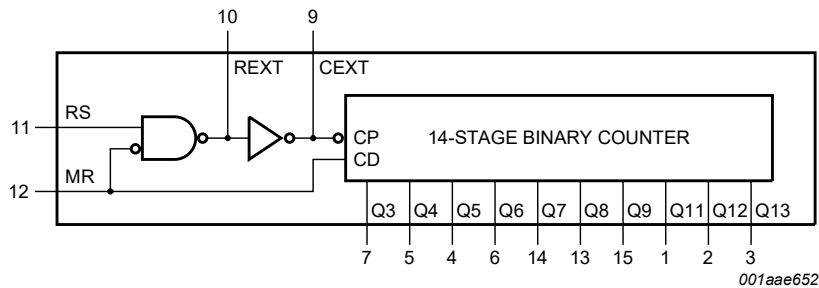 10 9
REXT CEXT
11 RS
CP 14-STAGE BINARY COUNTER
CD
12 MR
Q3 Q4 Q5 Q6 Q7 Q8 Q9 Q11 Q12 Q13
7 5 4 6 14 13 15 1 2 3
001aae652